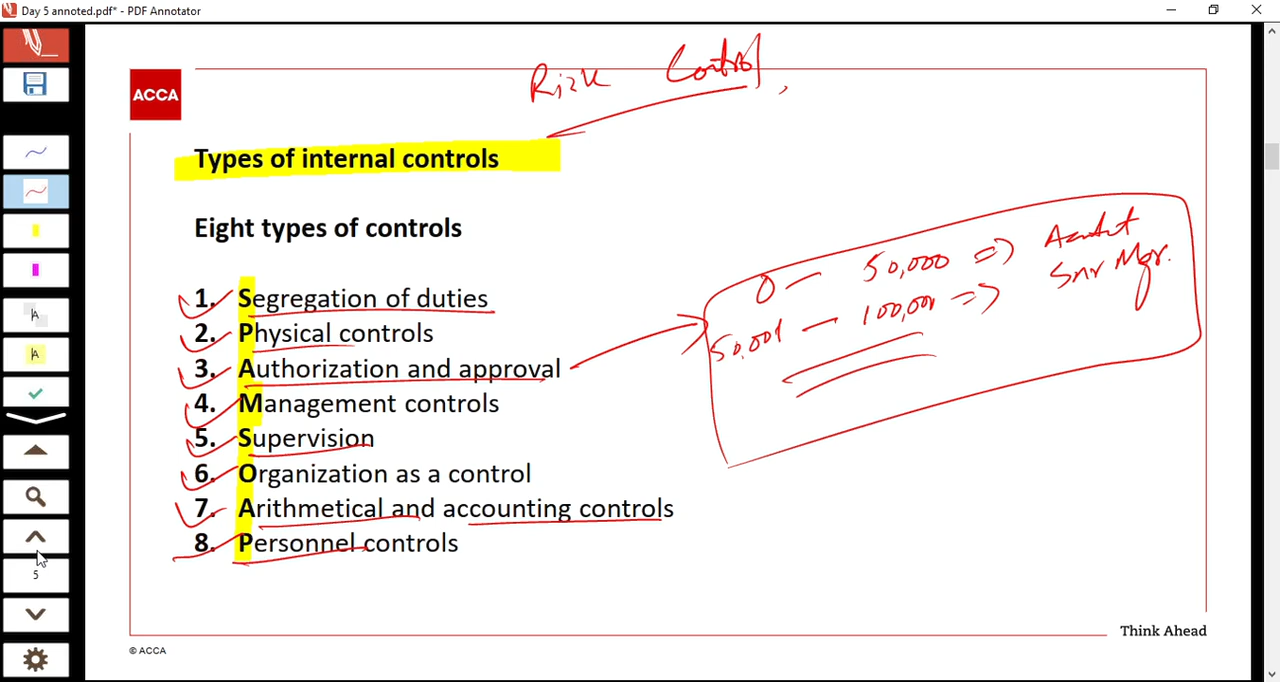 Day 5 annoted.pdf* - PDF Annotator
Risk Control,
ACCA
Types of internal controls
Eight types of controls
1. Segregation of duties
2. Physical controls
3. Authorization and approval
4. Management controls
5. Supervision
6. Organization as a control
7. Arithmetical and accounting controls
8. Personnel controls
0 - 50,000 =>
50,001 - 100,000 => Snr Mgr.
5
Think Ahead
© ACCA